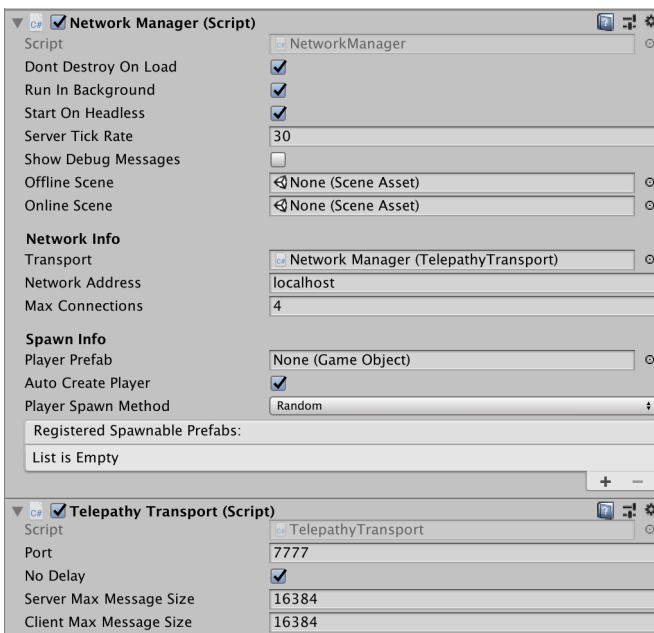 Network Manager (Script)
Script NetworkManager
Dont Destroy On Load
Run In Background
Start On Headless
Server Tick Rate 30
Show Debug Messages
Offline Scene None (Scene Asset)
Online Scene None (Scene Asset)
Network Info
Transport Network Manager (TelepathyTransport)
Network Address localhost
Max Connections 4
Spawn Info
Player Prefab None (Game Object)
Auto Create Player
Player Spawn Method Random
Registered Spawnable Prefabs:
List is Empty
Telepathy Transport (Script)
Script TelepathyTransport
Port 7777
No Delay
Server Max Message Size 16384
Client Max Message Size 16384